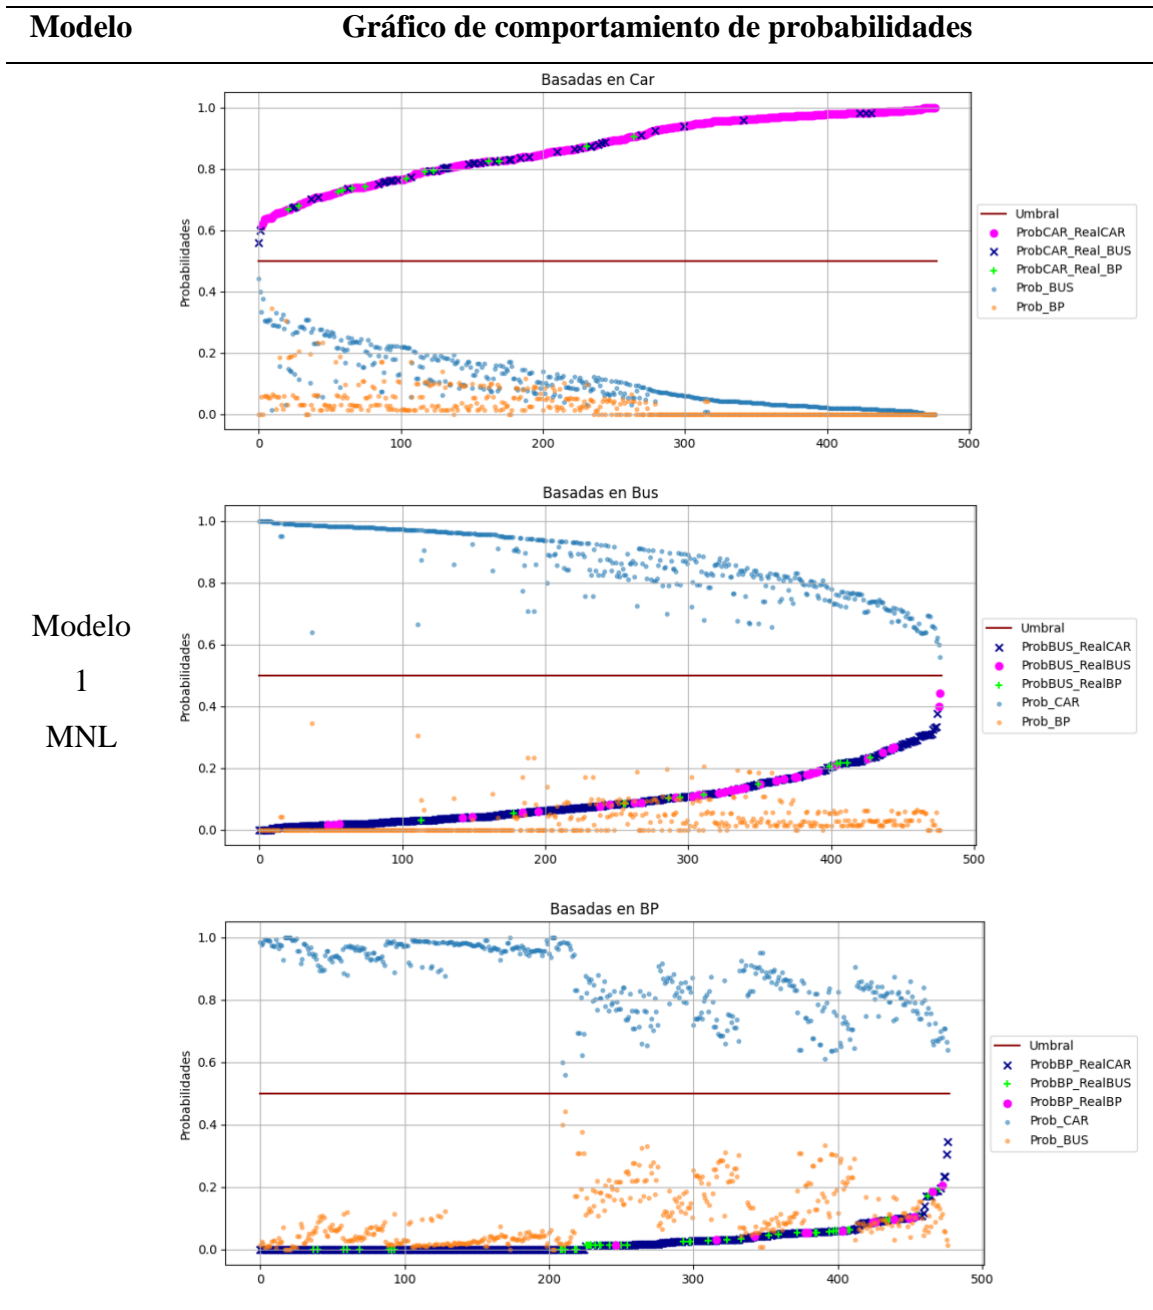 Modelo Gráfico de comportamiento de probabilidades
Basadas en Car
1.0
0.8
0.6
0.4
0.2
0.0
Probabilidades
0 100 200 300 400 500
Umbral
ProbCAR_RealCAR
ProbCAR_Real_BUS
ProbCAR_Real_BP
Prob_BUS
Prob_BP
Modelo
1
MNL
Basadas en Bus
1.0
0.8
0.6
0.4
0.2
0.0
Probabilidades
0 100 200 300 400 500
Umbral
ProbBUS_RealCAR
ProbBUS_RealBUS
ProbBUS_RealBP
Prob_CAR
Prob_BP
Basadas en BP
1.0
0.8
0.6
0.4
0.2
0.0
Probabilidades
0 100 200 300 400 500
Umbral
ProbBP_RealCAR
ProbBP_RealBUS
ProbBP_RealBP
Prob_CAR
Prob_BUS